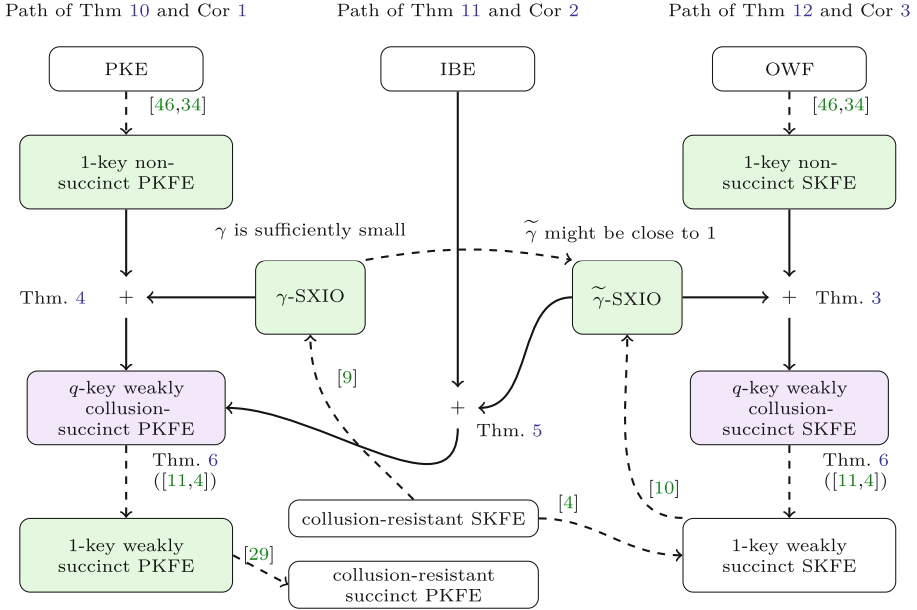 Path of Thm 10 and Cor 1
Path of Thm 11 and Cor 2
Path of Thm 12 and Cor 3
PKE
IBE
OWF
[46,34]
[46,34]
1-key non-
succinct PKFE
1-key non-
succinct SKFE
γ is sufficiently small
γ̃ might be close to 1
Thm. 4
+
γ-SXIO
γ̃-SXIO
+
Thm. 3
[9]
q-key weakly
collusion-
succinct PKFE
+
Thm. 5
q-key weakly
collusion-
succinct SKFE
Thm. 6
([11,4])
Thm. 6
([11,4])
[4]
[10]
collusion-resistant SKFE
1-key weakly
succinct PKFE
[29]
collusion-resistant
succinct PKFE
1-key weakly
succinct SKFE